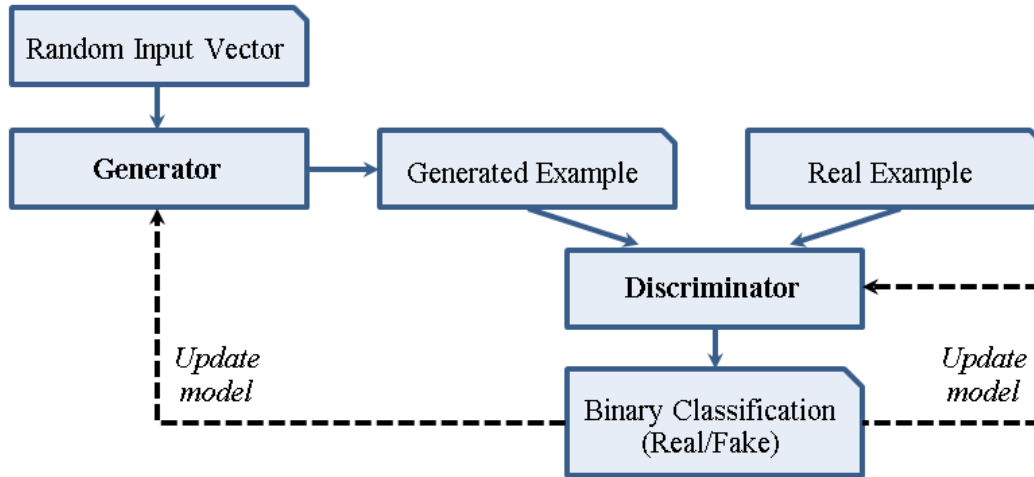 Random Input Vector
Generator
Generated Example
Real Example
Discriminator
Update
model
Update
model
Binary Classification
(Real/Fake)